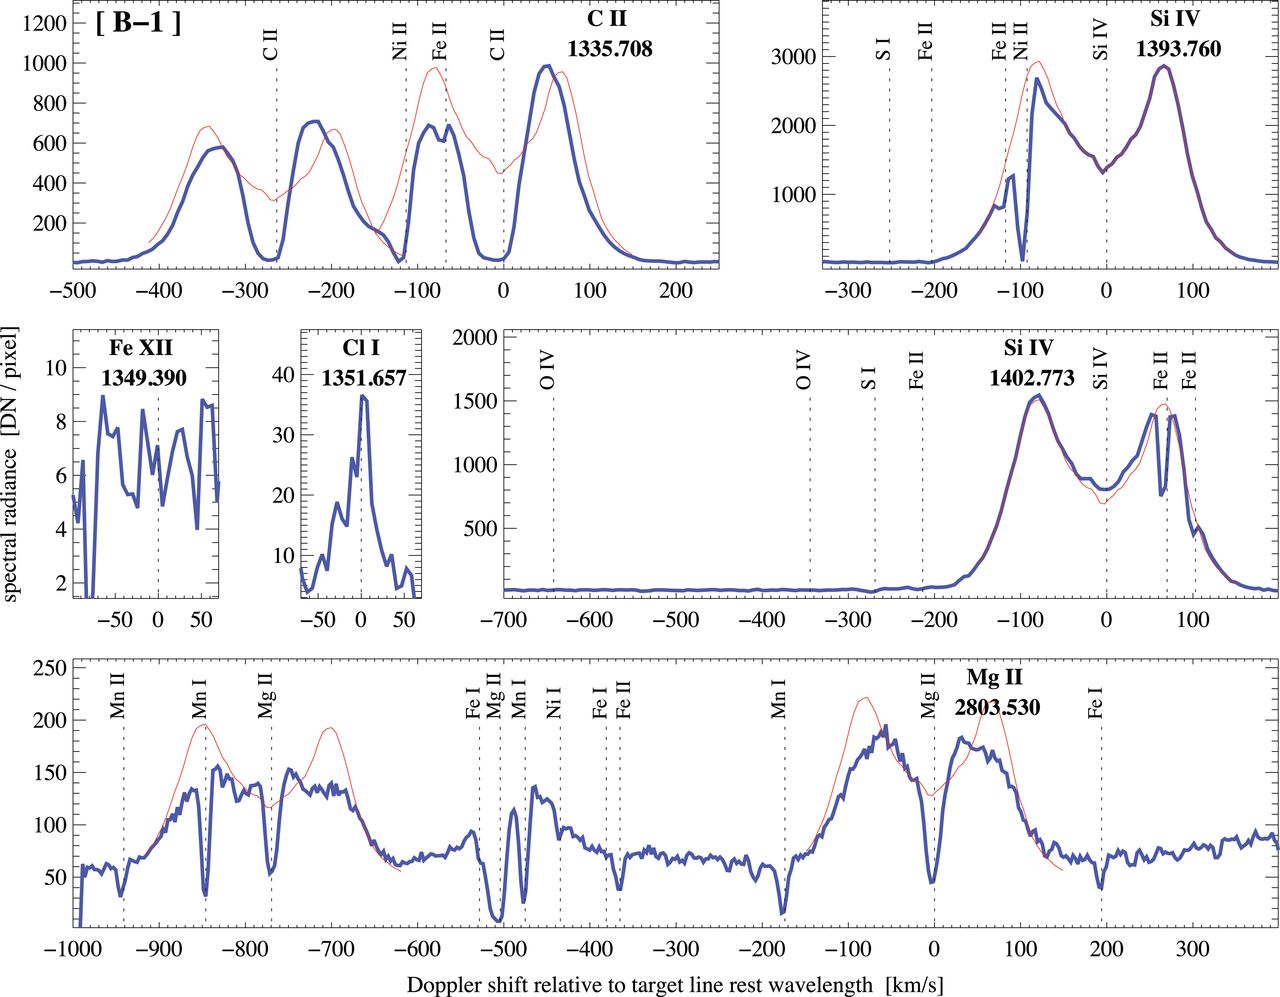 [ B−1 ]
C II
1335.708
C II
Ni II
Fe II
C II
1200
1000
800
600
400
200
−500 −400 −300 −200 −100 0 100 200
Si IV
1393.760
S I
Fe II
Fe II
Ni II
Si IV
3000
2000
1000
−300 −200 −100 0 100
spectral radiance [DN / pixel]
Fe XII
1349.390
10
8
6
4
2
−50 0 50
Cl I
1351.657
40
30
20
10
−50 0 50
Si IV
1402.773
O IV
O IV
S I
Fe II
Si IV
Fe II
Fe II
2000
1500
1000
500
−700 −600 −500 −400 −300 −200 −100 0 100
Mg II
2803.530
Mn II
Mn I
Mg II
Fe I
Mg II
Mn I
Ni I
Fe I
Fe II
Mn I
Mg II
Fe I
250
200
150
100
50
−1000 −900 −800 −700 −600 −500 −400 −300 −200 −100 0 100 200 300
Doppler shift relative to target line rest wavelength [km/s]